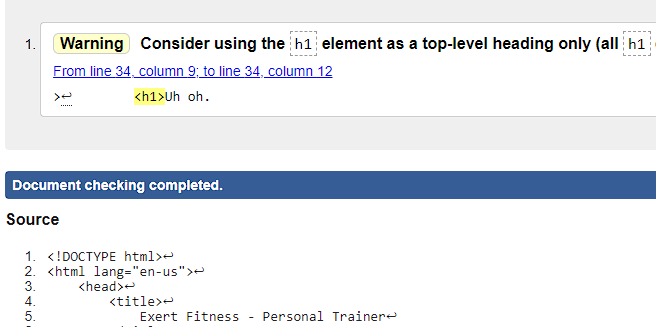 1. Warning Consider using the h1 element as a top-level heading only (all h1
From line 34, column 9; to line 34, column 12
>↩ <h1>Uh oh.
Document checking completed.
Source
1. <!DOCTYPE html>↩
2. <html lang="en-us">↩
3. <head>↩
4. <title>↩
5. Exert Fitness - Personal Trainer↩